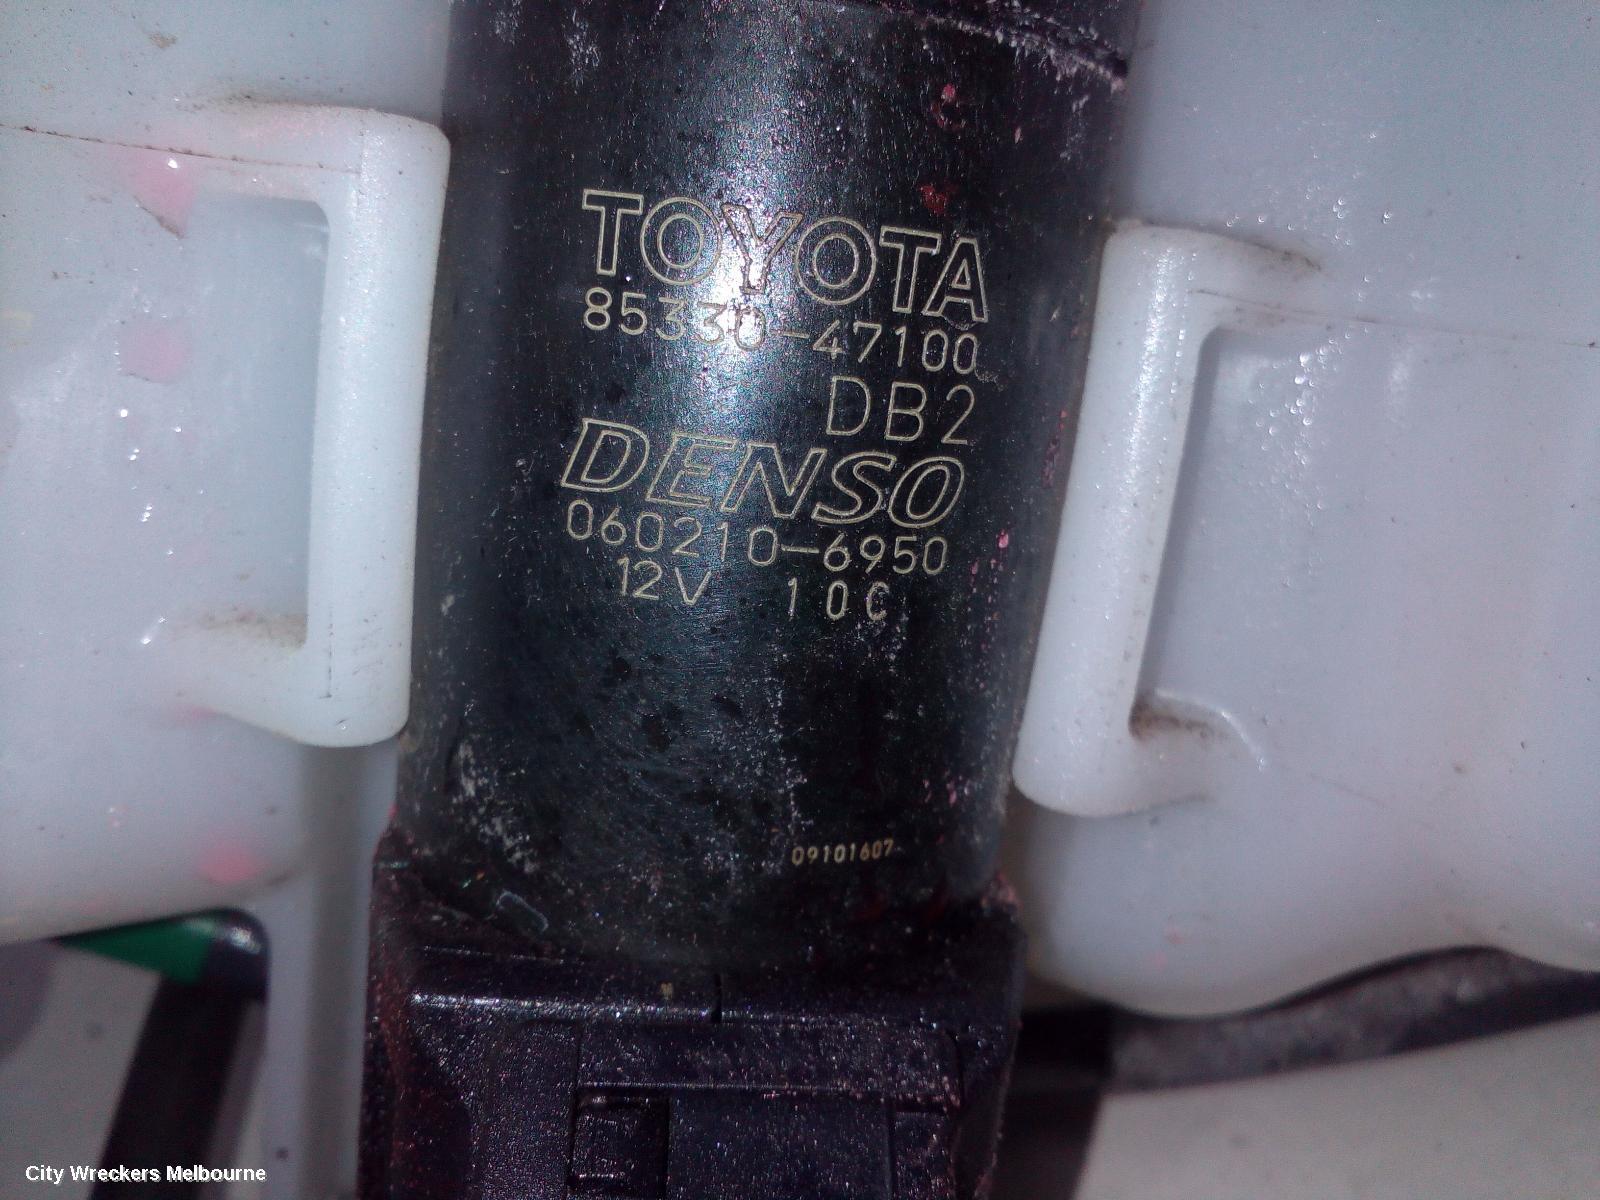 TOYOTA
85330-47100
DB2
DENSO
060210-6950
12V 10C
09101607
City Wreckers Melbourne